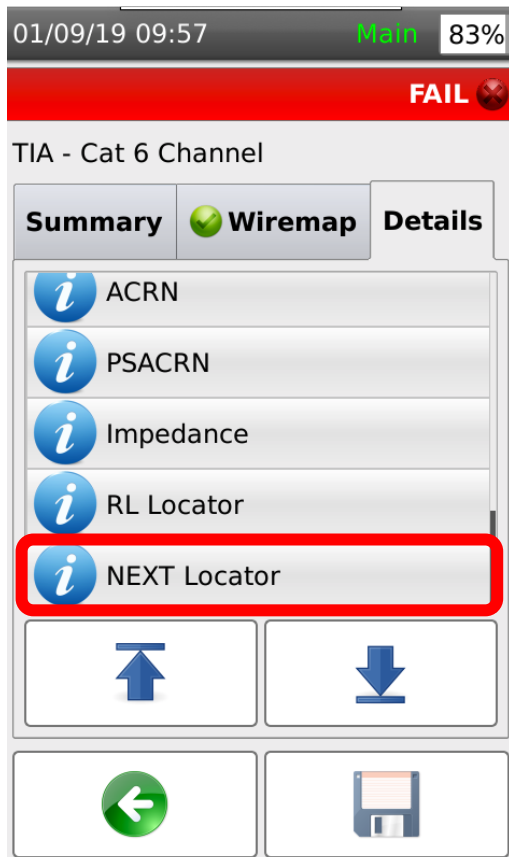 01/09/19 09:57 Main 83%
FAIL
TIA - Cat 6 Channel
Summary Wiremap Details
i ACRN
i PSACRN
i Impedance
i RL Locator
i NEXT Locator